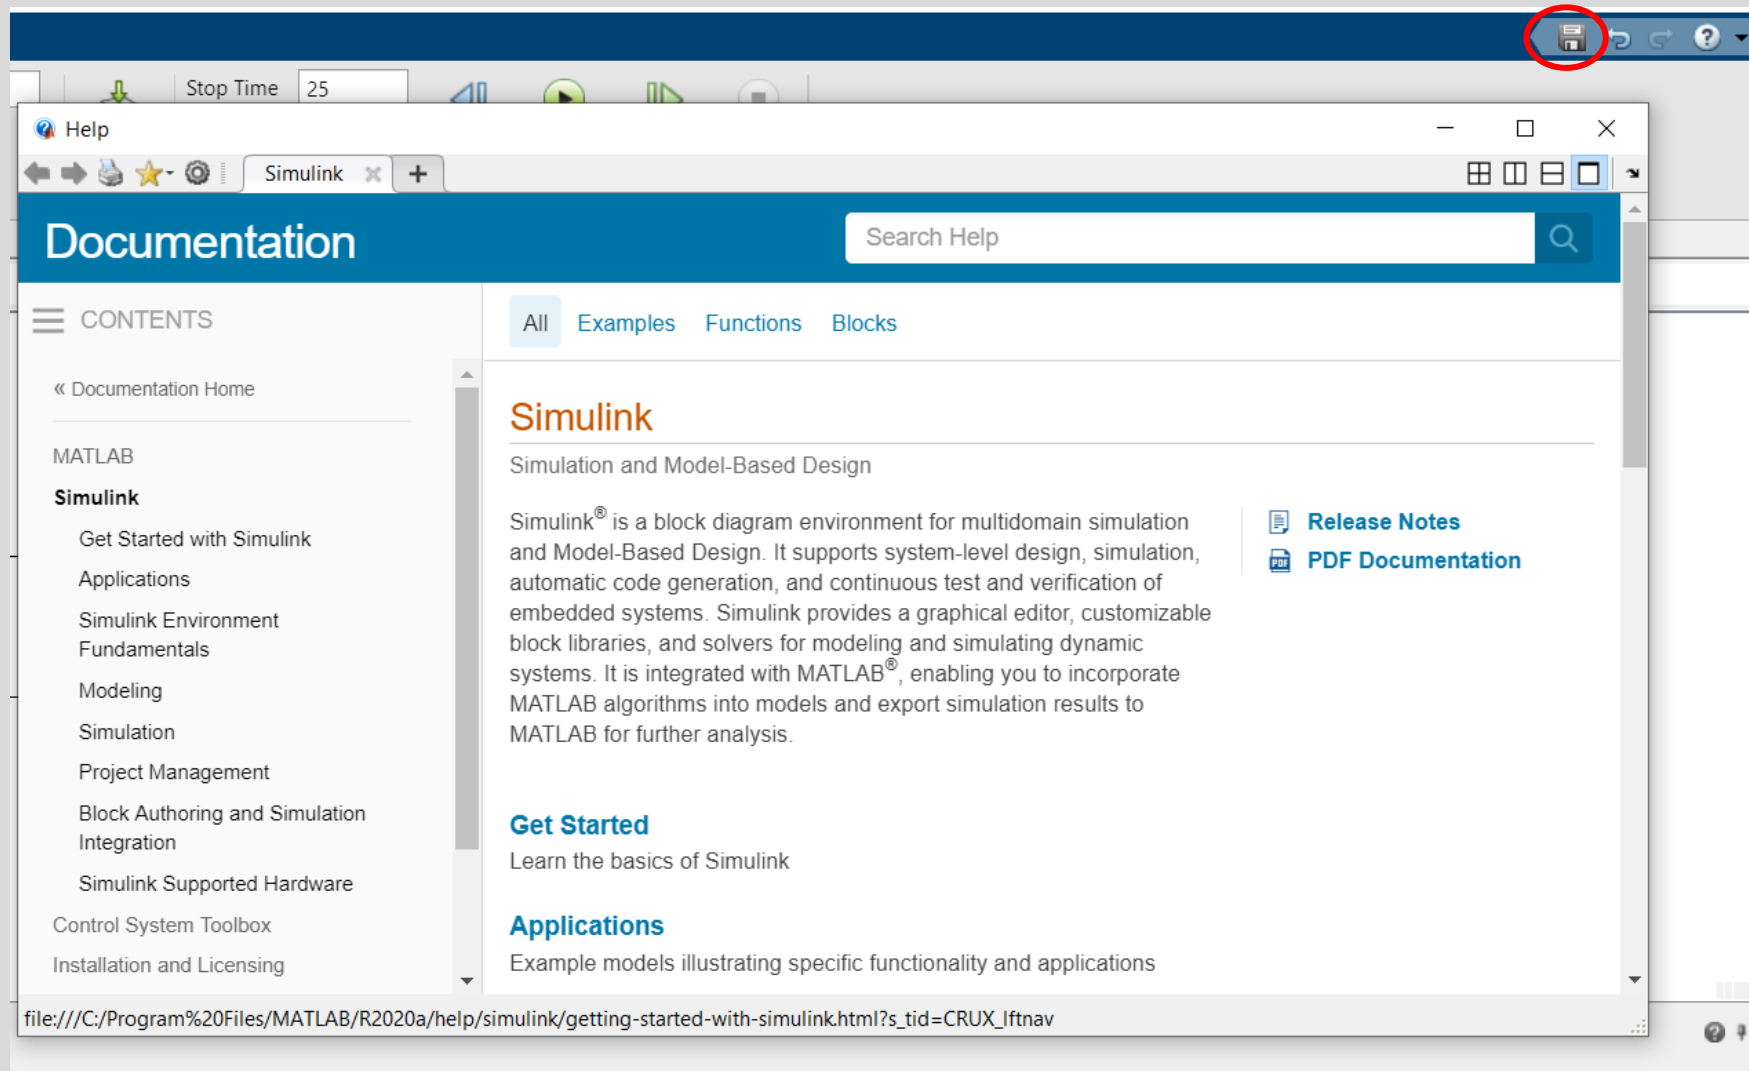 Stop Time 25
Help
Simulink
Documentation
Search Help
CONTENTS
« Documentation Home
MATLAB
Simulink
Get Started with Simulink
Applications
Simulink Environment
Fundamentals
Modeling
Simulation
Project Management
Block Authoring and Simulation
Integration
Simulink Supported Hardware
Control System Toolbox
Installation and Licensing
All Examples Functions Blocks
Simulink
Simulation and Model-Based Design
Simulink® is a block diagram environment for multidomain simulation
and Model-Based Design. It supports system-level design, simulation,
automatic code generation, and continuous test and verification of
embedded systems. Simulink provides a graphical editor, customizable
block libraries, and solvers for modeling and simulating dynamic
systems. It is integrated with MATLAB®, enabling you to incorporate
MATLAB algorithms into models and export simulation results to
MATLAB for further analysis.
Release Notes
PDF PDF Documentation
Get Started
Learn the basics of Simulink
Applications
Example models illustrating specific functionality and applications
file:///C:/Program%20Files/MATLAB/R2020a/help/simulink/getting-started-with-simulink.html?s_tid=CRUX_lftnav